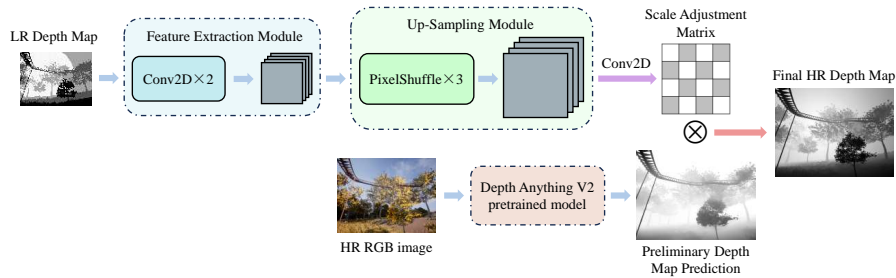 LR Depth Map
Feature Extraction Module
Conv2D×2
Up-Sampling Module
PixelShuffle×3
Conv2D
Scale Adjustment
Matrix
Final HR Depth Map
HR RGB image
Depth Anything V2
pretrained model
Preliminary Depth
Map Prediction